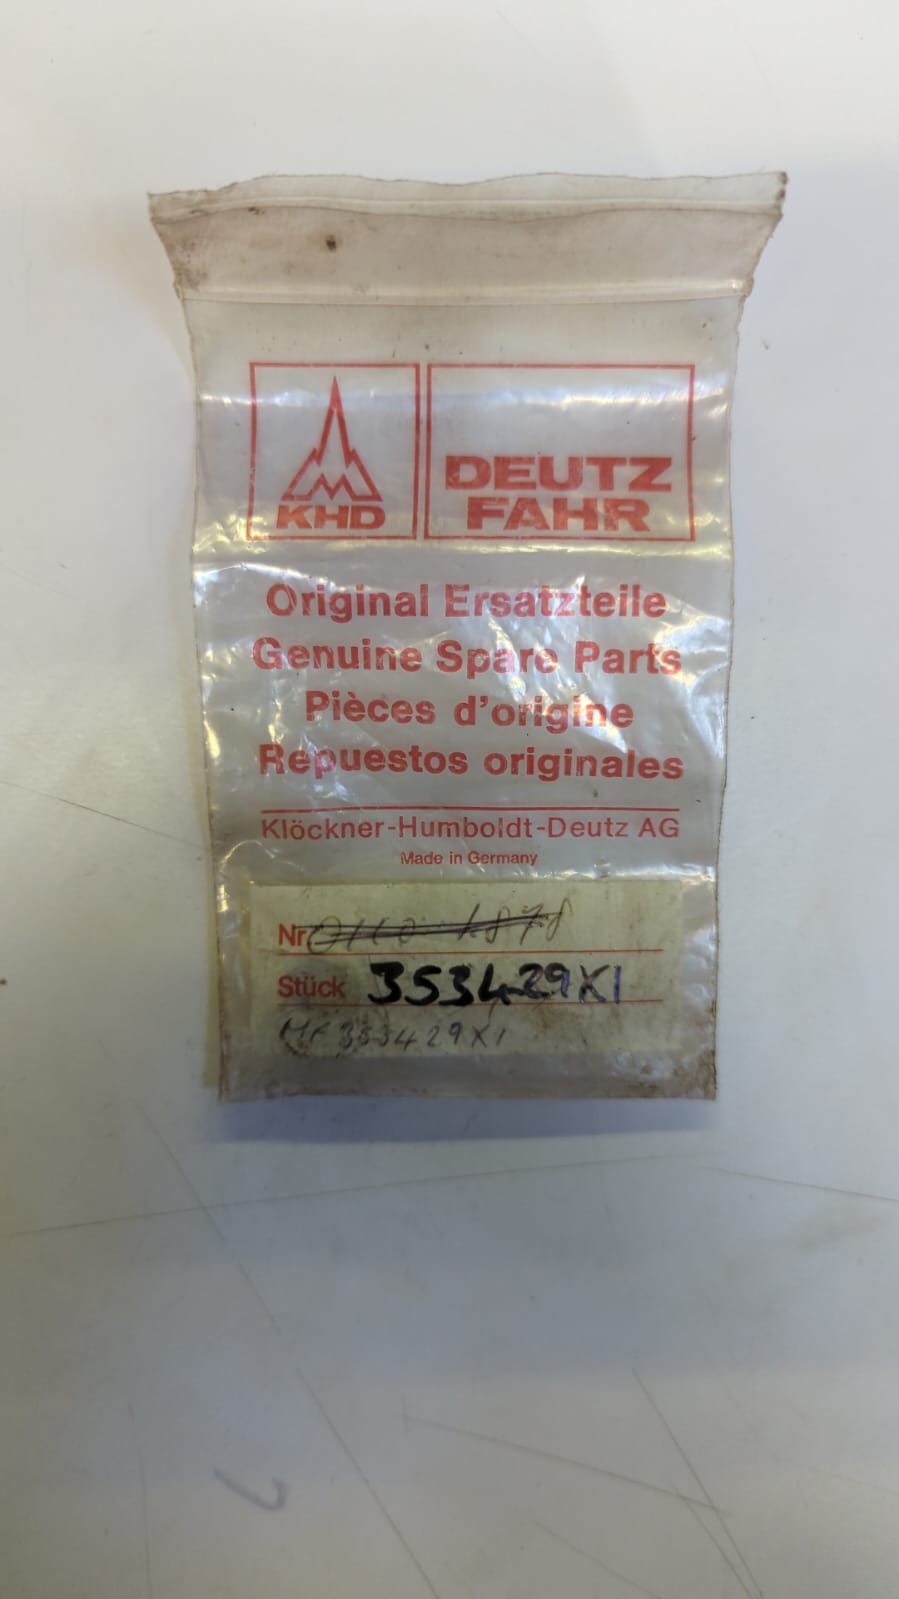 KHD
DEUTZ
FAHR
Original Ersatzteile
Genuine Spare Parts
Pièces d'origine
Repuestos originales
Klöckner-Humboldt-Deutz AG
Made in Germany
Nr
Stück 353429X1
MF 353429X1